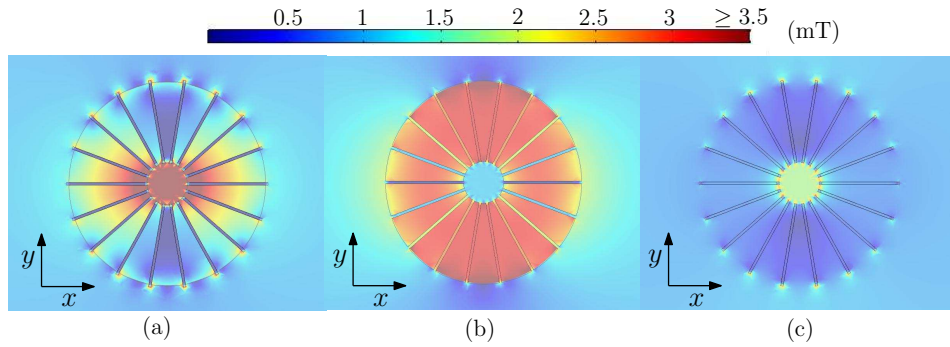 0.5 1 1.5 2 2.5 3 ≥ 3.5 (mT)
y y y
x x x
(a) (b) (c)